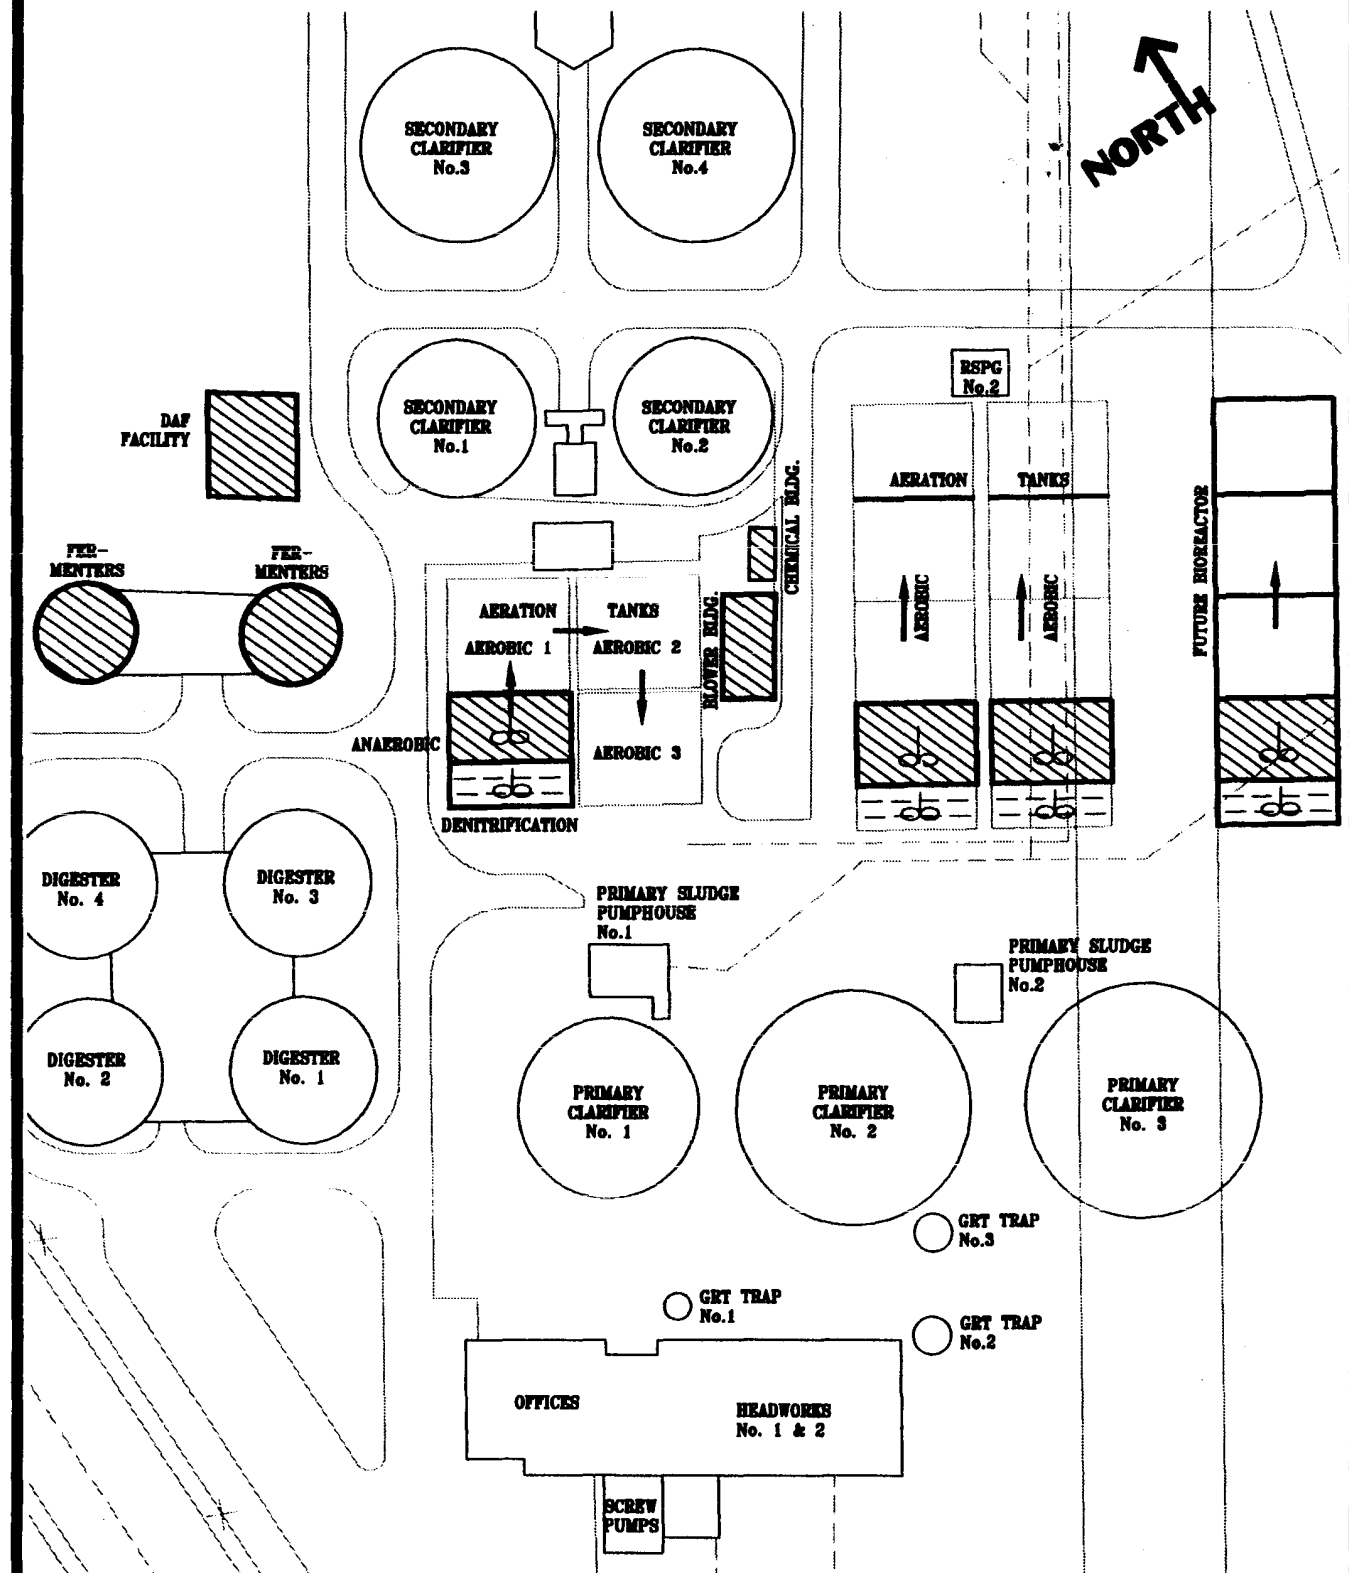 SECONDARY
CLARIFIER
No.3
SECONDARY
CLARIFIER
No.4
NORTH
SECONDARY
CLARIFIER
No.1
SECONDARY
CLARIFIER
No.2
RSPG
No.2
DAF
FACILITY
AERATION
TANKS
CHEMICAL BLDG.
FUTURE BIOREACTOR
FER-
MENTERS
FER-
MENTERS
AERATION
TANKS
AEROBIC 1
AEROBIC 2
BLOWER BLDG.
AEROBIC
AEROBIC
ANAEROBIC
AEROBIC 3
DENITRIFICATION
DIGESTER
No. 4
DIGESTER
No. 3
PRIMARY SLUDGE
PUMPHOUSE
No.1
PRIMARY SLUDGE
PUMPHOUSE
No.2
DIGESTER
No. 2
DIGESTER
No. 1
PRIMARY
CLARIFIER
No. 1
PRIMARY
CLARIFIER
No. 2
PRIMARY
CLARIFIER
No. 3
GRT TRAP
No.3
GRT TRAP
No.1
GRT TRAP
No.2
OFFICES
HEADWORKS
No. 1 & 2
SCREW
PUMPS